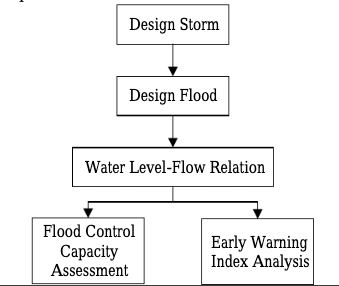 Design Storm
Design Flood
Water Level-Flow Relation
Flood Control
Capacity
Assessment
Early Warning
Index Analysis